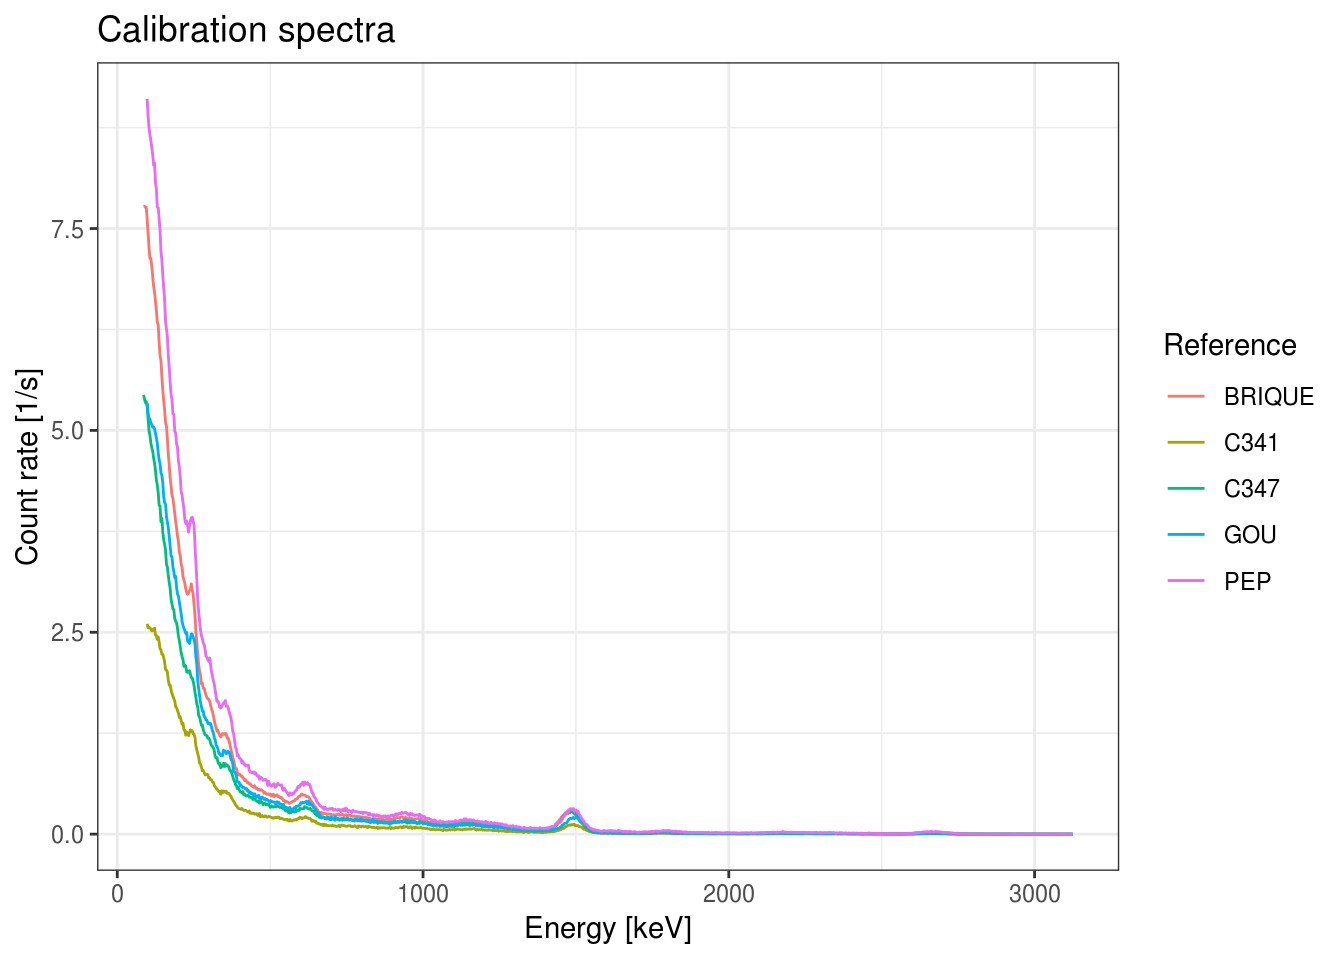 Calibration spectra
Count rate [1/s]
7.5
5.0
2.5
0.0
0
1000
2000
3000
Energy [keV]
Reference
BRIQUE
C341
C347
GOU
PEP